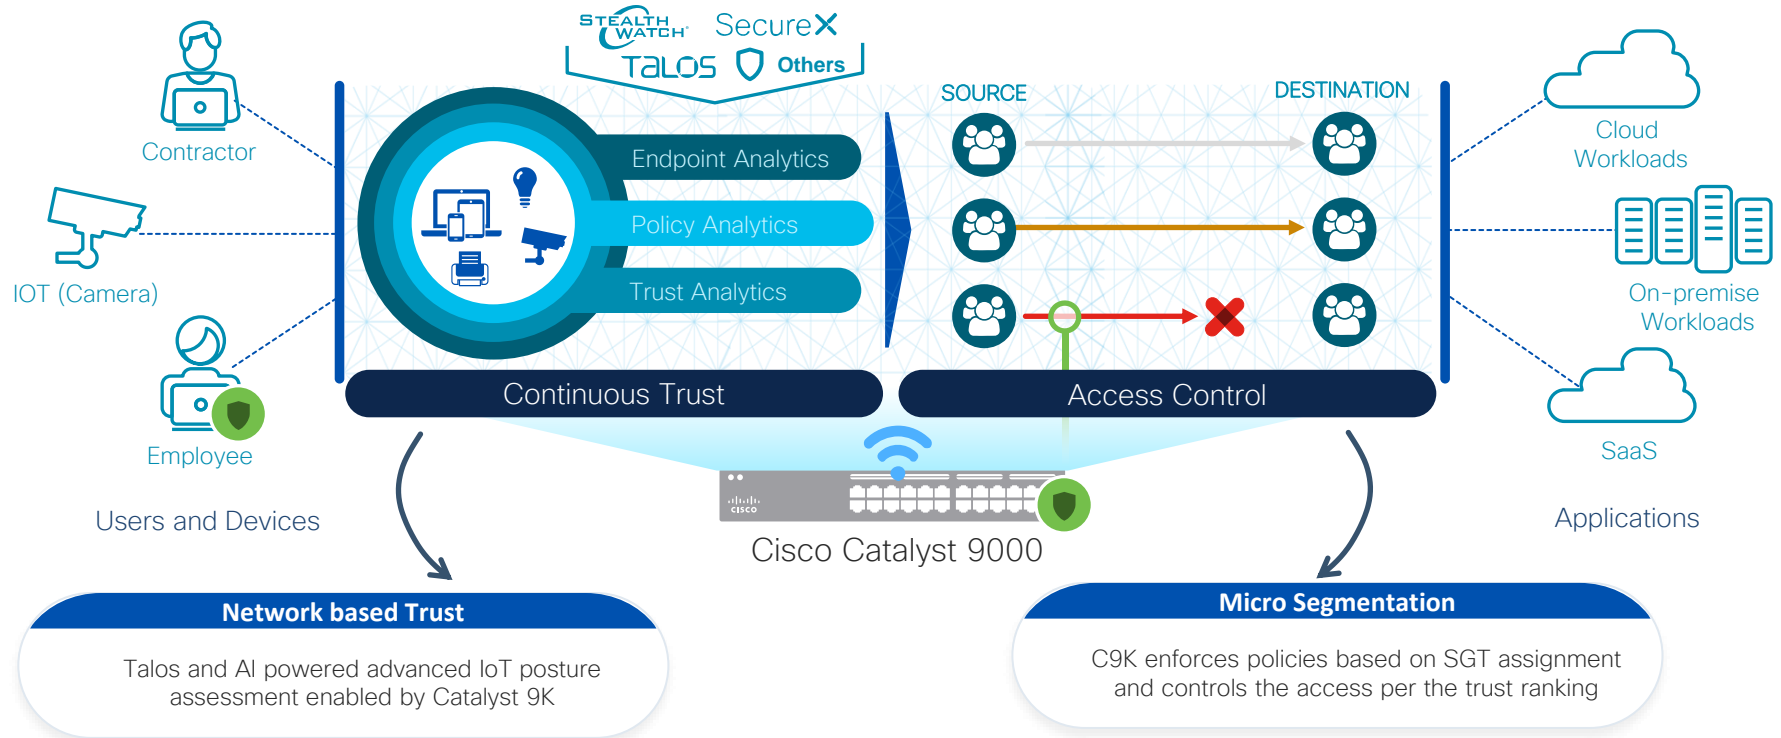 STEALTH
WATCH
SecureX
TALOS
Others
Contractor
IOT (Camera)
Employee
Users and Devices
Endpoint Analytics
Policy Analytics
Trust Analytics
Continuous Trust
SOURCE
DESTINATION
Access Control
Cloud
Workloads
On-premise
Workloads
SaaS
Applications
CISCO
Cisco Catalyst 9000
Network based Trust
Talos and AI powered advanced IoT posture
assessment enabled by Catalyst 9K
Micro Segmentation
C9K enforces policies based on SGT assignment
and controls the access per the trust ranking